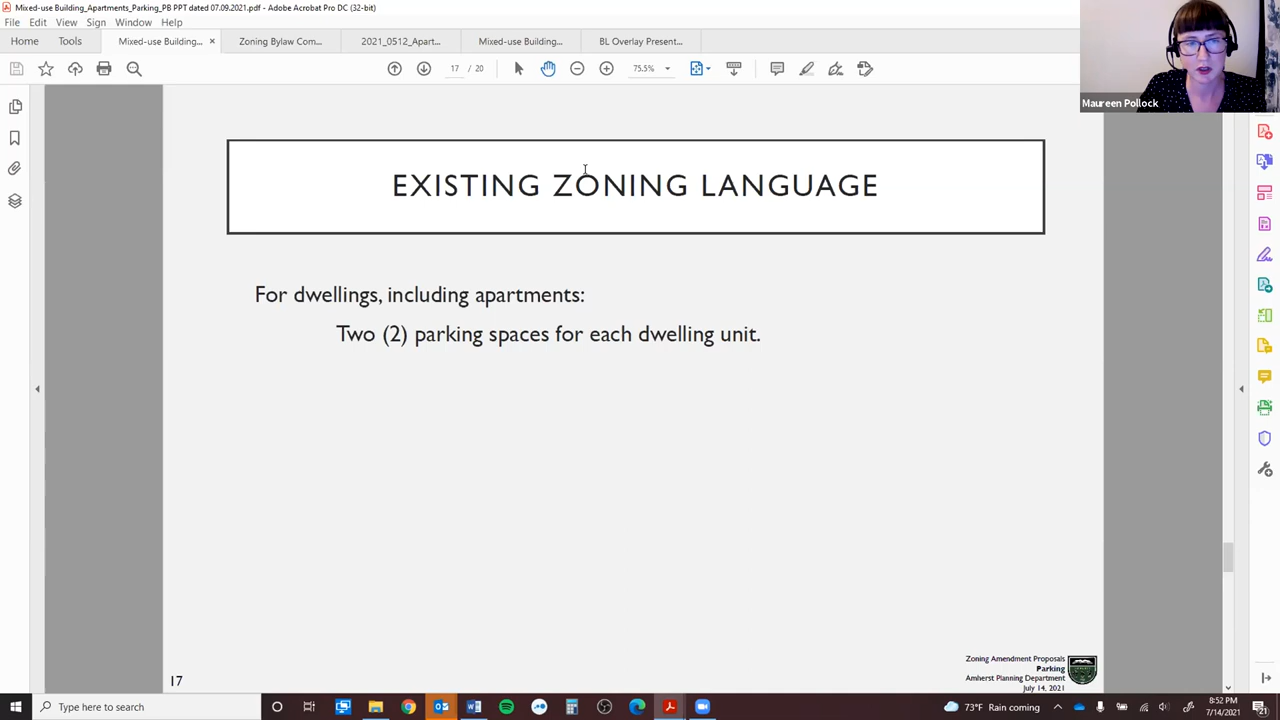 Mixed-use Building_Apartments_Parking_PB PPT dated 07.09.2021.pdf - Adobe Acrobat Pro DC (32-bit)
File Edit View Sign Window Help
Home Tools Mixed-use Building... × Zoning Bylaw Com... 2021_0512_Apart... Mixed-use Building... BL Overlay Present...
17 / 20 75.5%
Maureen Pollock
EXISTING ZONING LANGUAGE
For dwellings, including apartments:
Two (2) parking spaces for each dwelling unit.
17
Zoning Amendment Proposals
Parking
Amherst Planning Department
July 14, 2021
Type here to search
73°F Rain coming
8:52 PM
7/14/2021
21